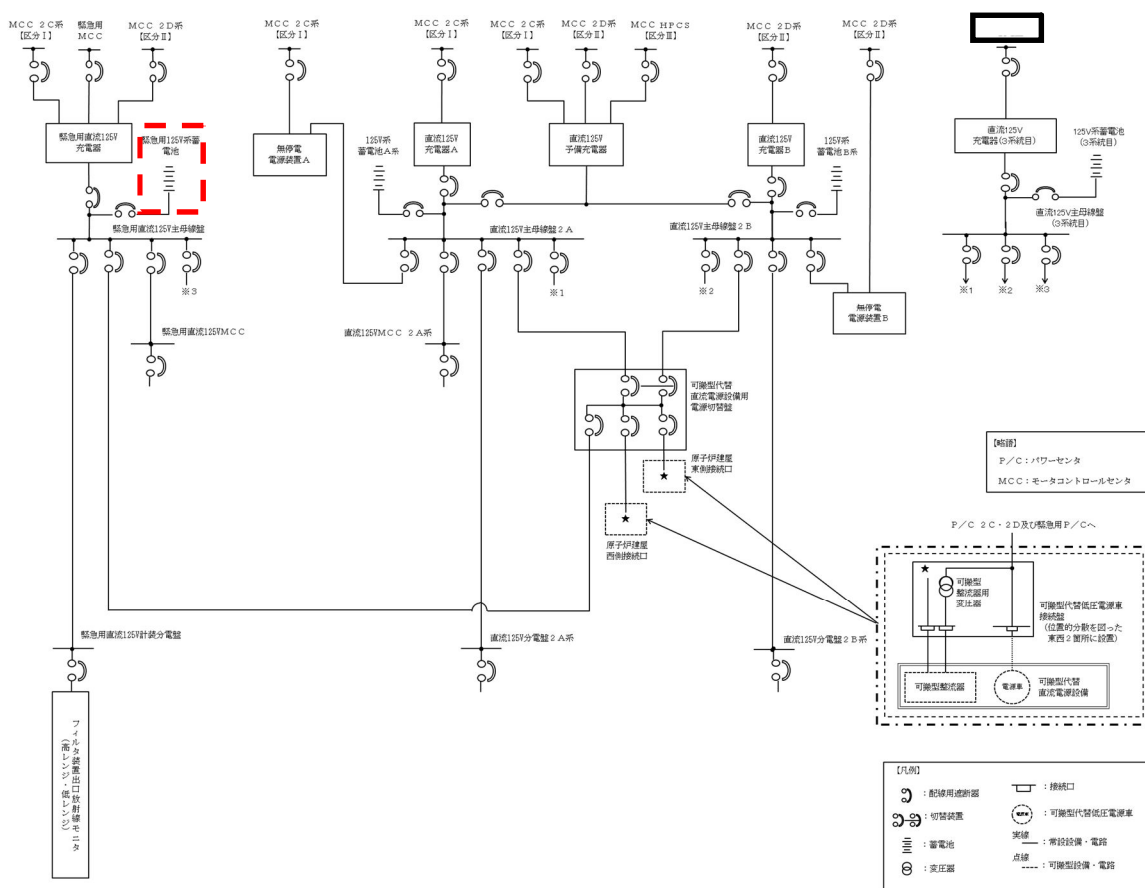 MCC 2C系
【区分Ⅰ】
緊急用
MCC
MCC 2D系
【区分Ⅱ】
MCC 2C系
【区分Ⅰ】
MCC 2C系
【区分Ⅰ】
MCC 2C系
【区分Ⅰ】
MCC 2D系
【区分Ⅱ】
MCC HPCS
【区分Ⅲ】
MCC 2D系
【区分Ⅱ】
MCC 2D系
【区分Ⅱ】
緊急用直流125V
充電器
緊急用125V系蓄
電池
無停電
電源装置A
125V系
蓄電池A系
直流125V
充電器A
直流125V
予備充電器
直流125V
充電器B
125V系
蓄電池B系
直流125V
充電器(3系統目)
125V系蓄電池
(3系統目)
緊急用直流125V主母線盤
直流125V主母線盤2A
直流125V主母線盤2B
直流125V主母線盤
(3系統目)
※3
※1
※2
※1
※2
※3
無停電
電源装置B
緊急用直流125VMCC
直流125VMCC 2A系
可搬型代替
直流電源設備用
電源切替盤
原子炉建屋
東側接続口
★
★
原子炉建屋
西側接続口
【略語】
P/C:パワーセンタ
MCC:モータコントロールセンタ
P/C 2C・2D及び緊急用P/Cへ
★
可搬型
整流器用
変圧器
可搬型代替低圧電源車
接続盤
(位置的分散を図った
東西2箇所に設置)
可搬型整流器
電源車
可搬型代替
直流電源設備
緊急用直流125V計装分電盤
直流125V分電盤2A系
直流125V分電盤2B系
フィルタ装置出口放射線モニタ
(高レンジ・低レンジ)
【凡例】
:配線用遮断器
:切替装置
:蓄電池
:変圧器
:接続口
:可搬型代替低圧電源車
実線
:常設設備・電路
点線
:可搬型設備・電路